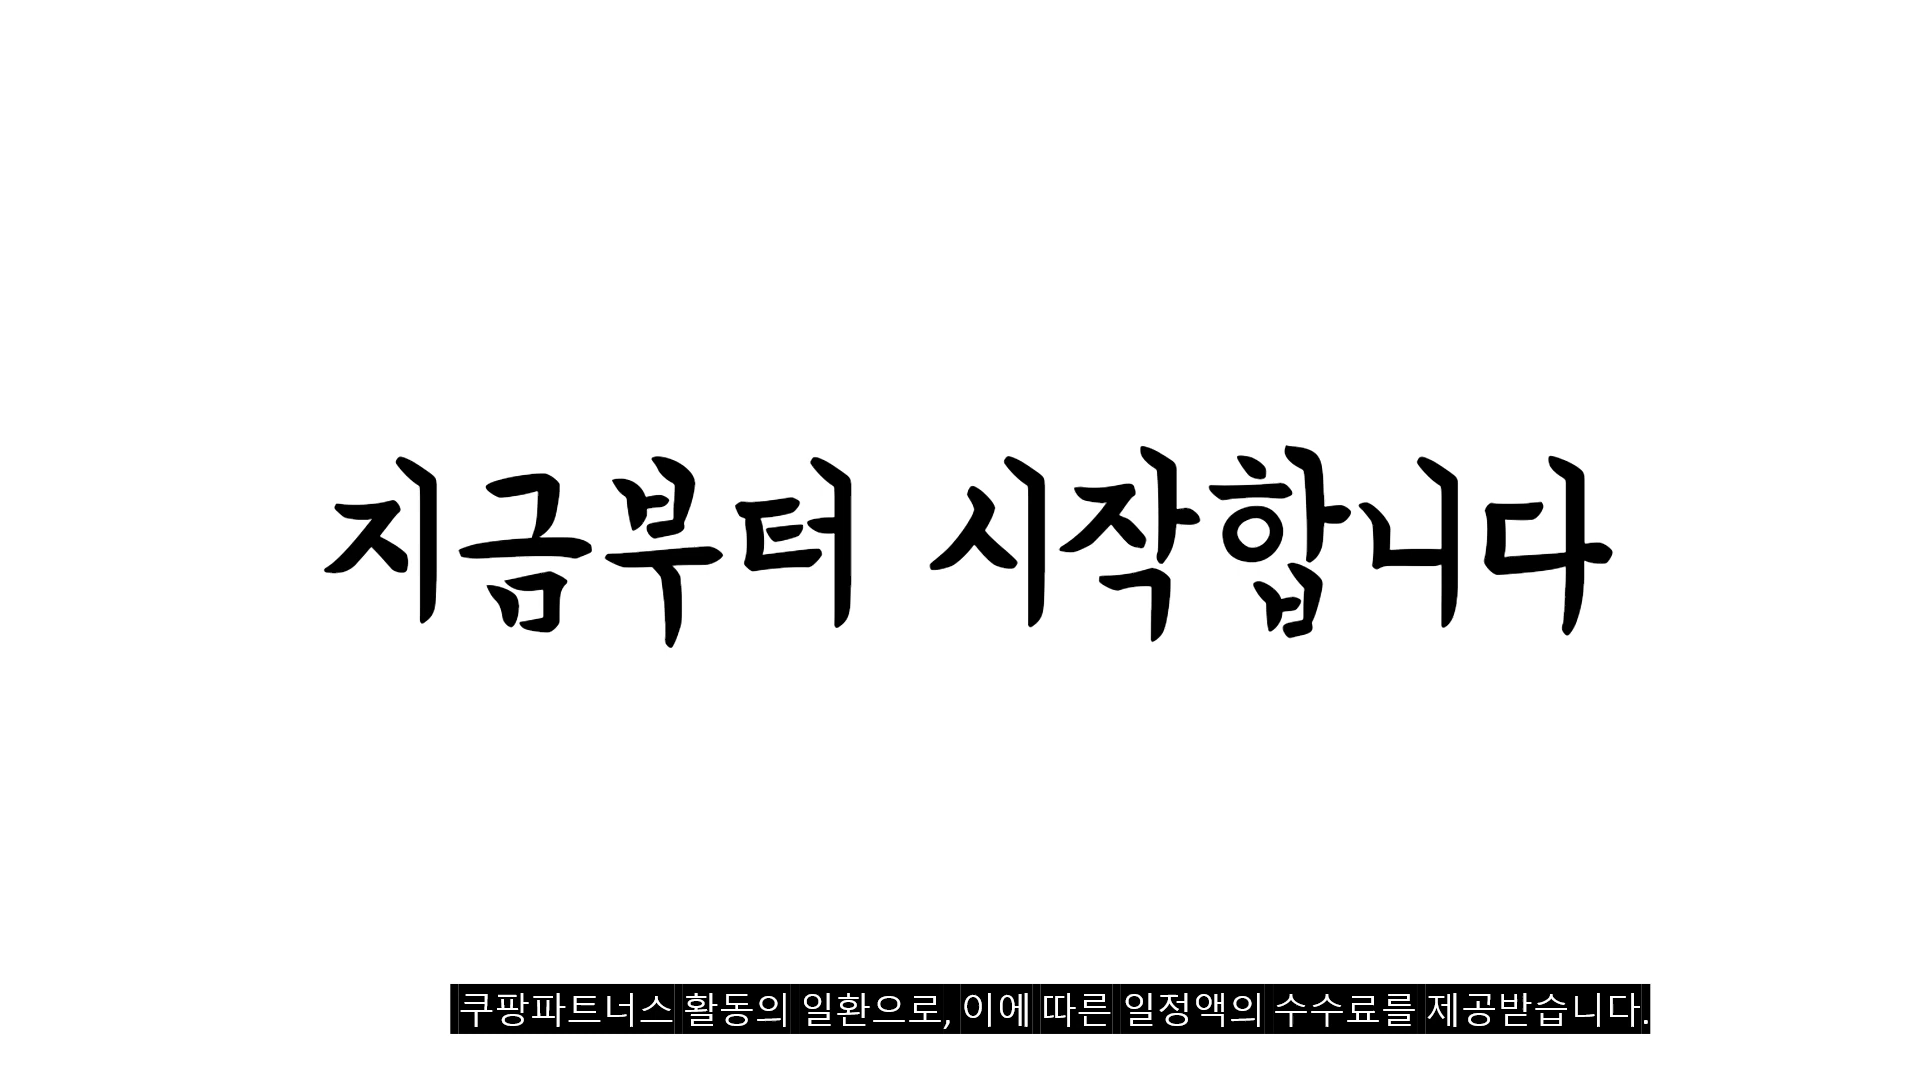 지금부터 시작합니다
쿠팡파트너스 활동의 일환으로, 이에 따른 일정액의 수수료를 제공받습니다.